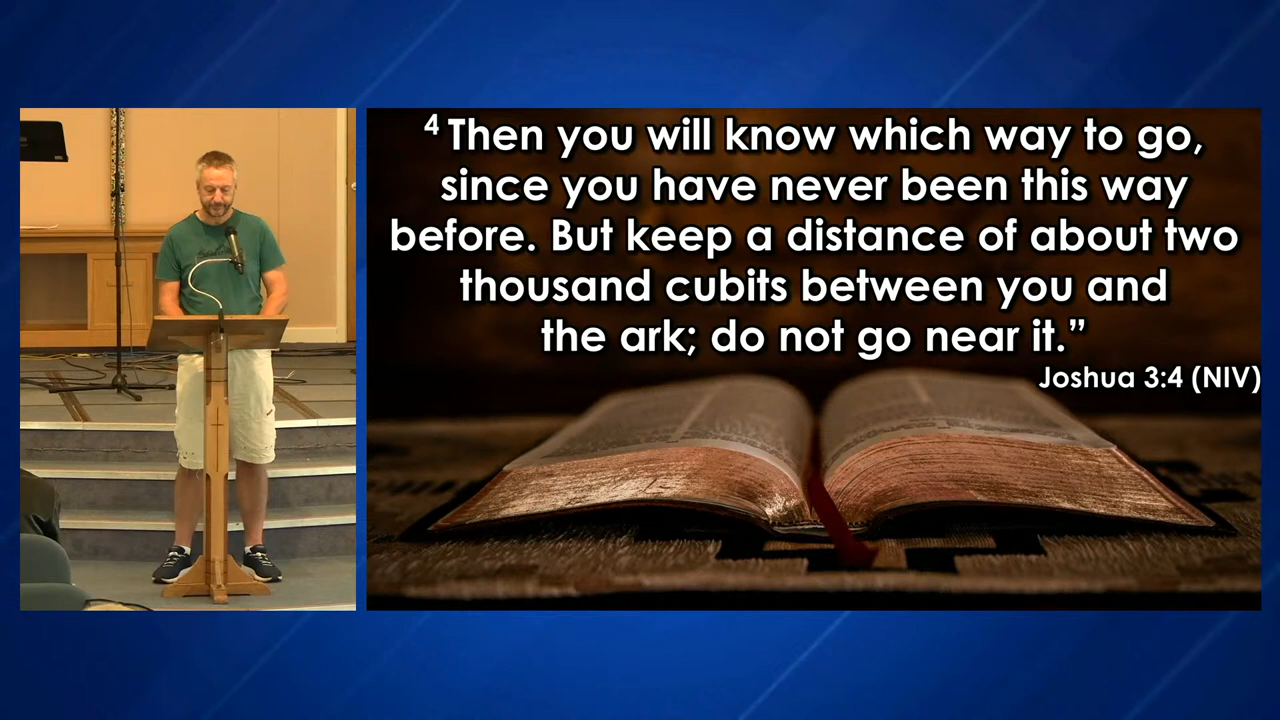 4 Then you will know which way to go,
since you have never been this way
before. But keep a distance of about two
thousand cubits between you and
the ark; do not go near it.”
Joshua 3:4 (NIV)